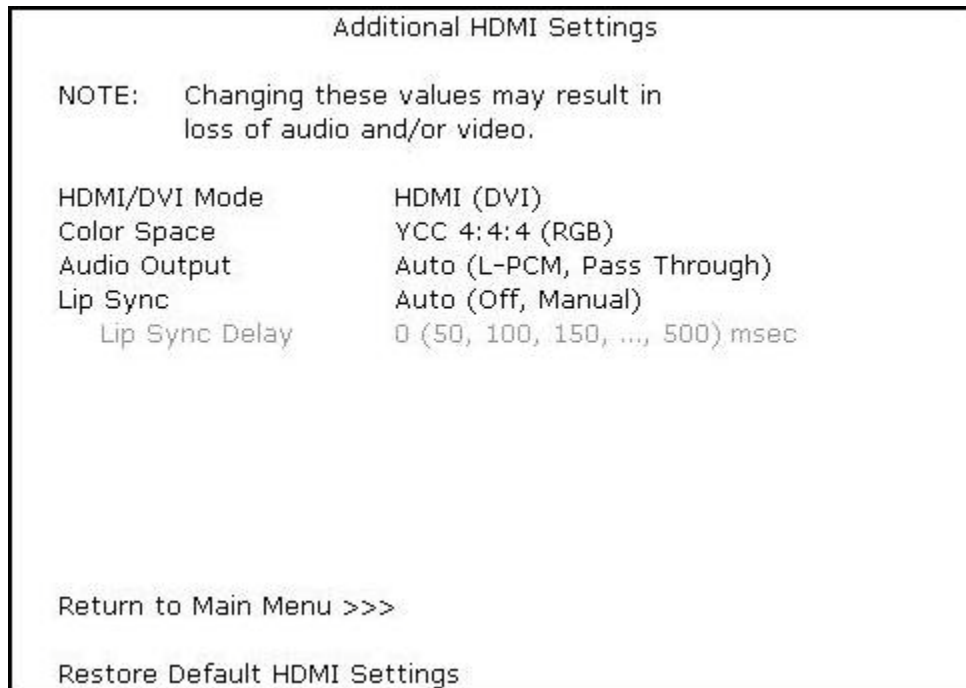 Additional HDMI Settings
NOTE: Changing these values may result in
loss of audio and/or video.
HDMI/DVI Mode HDMI (DVI)
Color Space YCC 4:4:4 (RGB)
Audio Output Auto (L-PCM, Pass Through)
Lip Sync Auto (Off, Manual)
Lip Sync Delay 0 (50, 100, 150, ..., 500) msec
Return to Main Menu >>>
Restore Default HDMI Settings